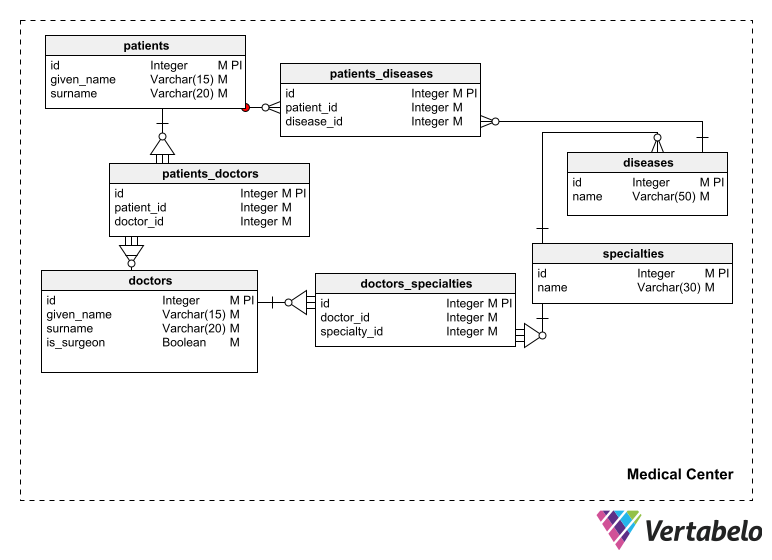 patients
id Integer M PI
given_name Varchar(15) M
surname Varchar(20) M
patients_diseases
id Integer M PI
patient_id Integer M
disease_id Integer M
diseases
id Integer M PI
name Varchar(50) M
patients_doctors
id Integer M PI
patient_id Integer M
doctor_id Integer M
specialties
id Integer M PI
name Varchar(30) M
doctors
id Integer M PI
given_name Varchar(15) M
surname Varchar(20) M
is_surgeon Boolean M
doctors_specialties
id Integer M PI
doctor_id Integer M
specialty_id Integer M
Medical Center
Vertabelo